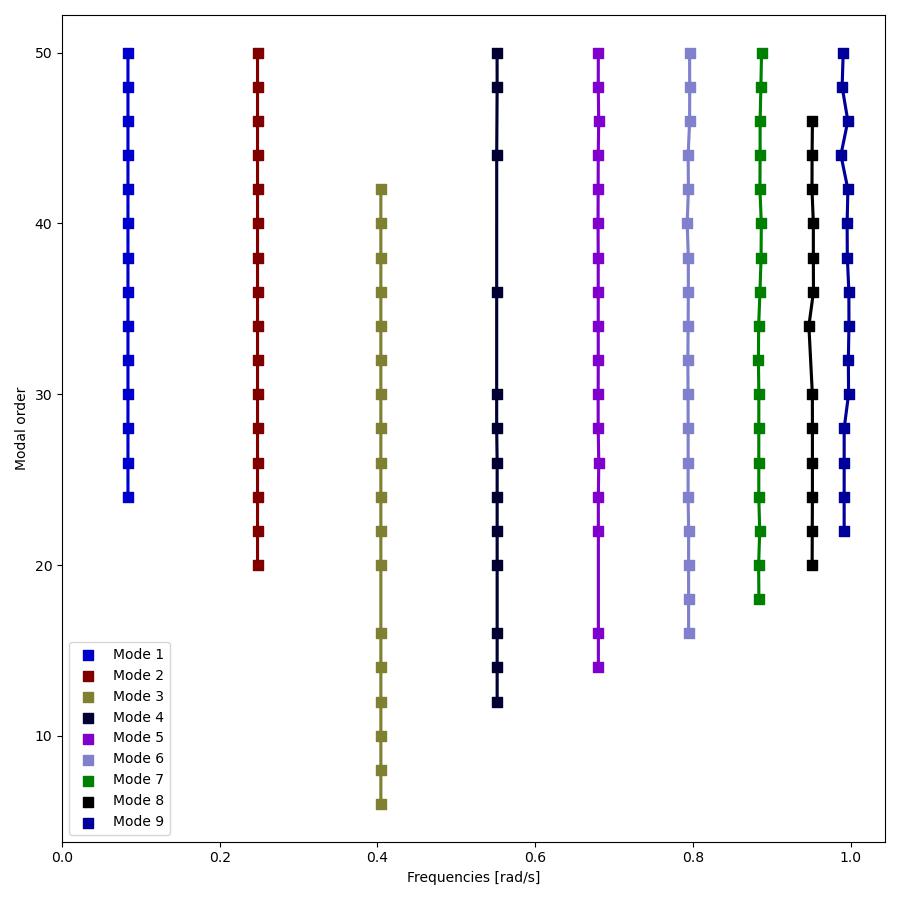 50
40
30
20
10
Modal order
Mode 1
Mode 2
Mode 3
Mode 4
Mode 5
Mode 6
Mode 7
Mode 8
Mode 9
0.0 0.2 0.4 0.6 0.8 1.0
Frequencies [rad/s]